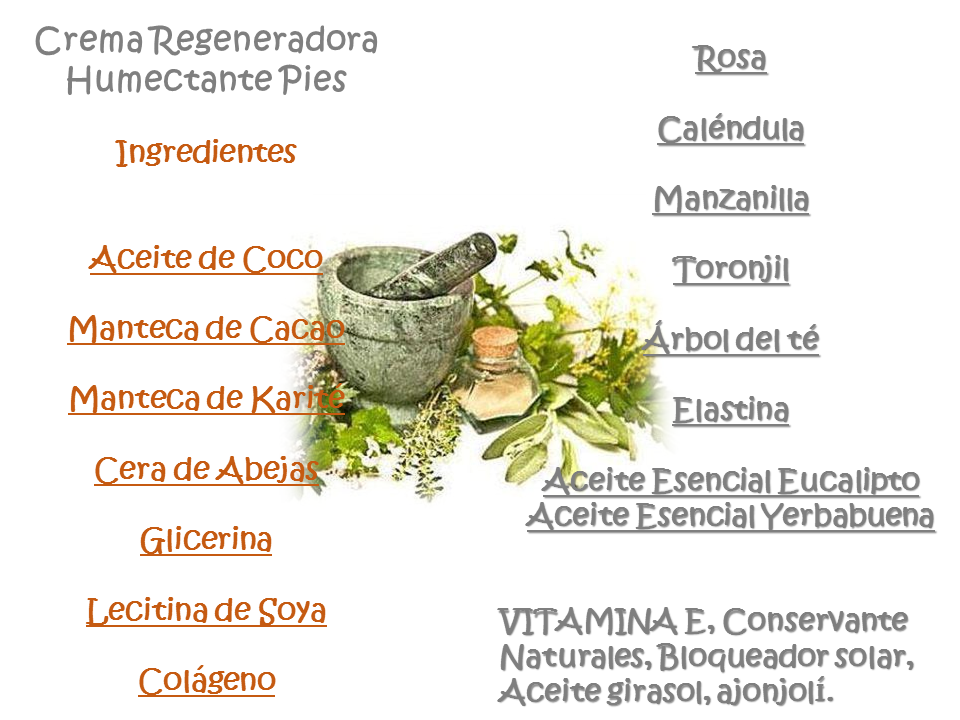 Crema Regeneradora
Humectante Pies
Ingredientes
Aceite de Coco
Manteca de Cacao
Manteca de Karité
Cera de Abejas
Glicerina
Lecitina de Soya
Colágeno
Rosa
Caléndula
Manzanilla
Toronjil
Árbol del té
Elastina
Aceite Esencial Eucalipto
Aceite Esencial Yerbabuena
VITAMINA E, Conservante
Naturales, Bloqueador solar,
Aceite girasol, ajonjolí.